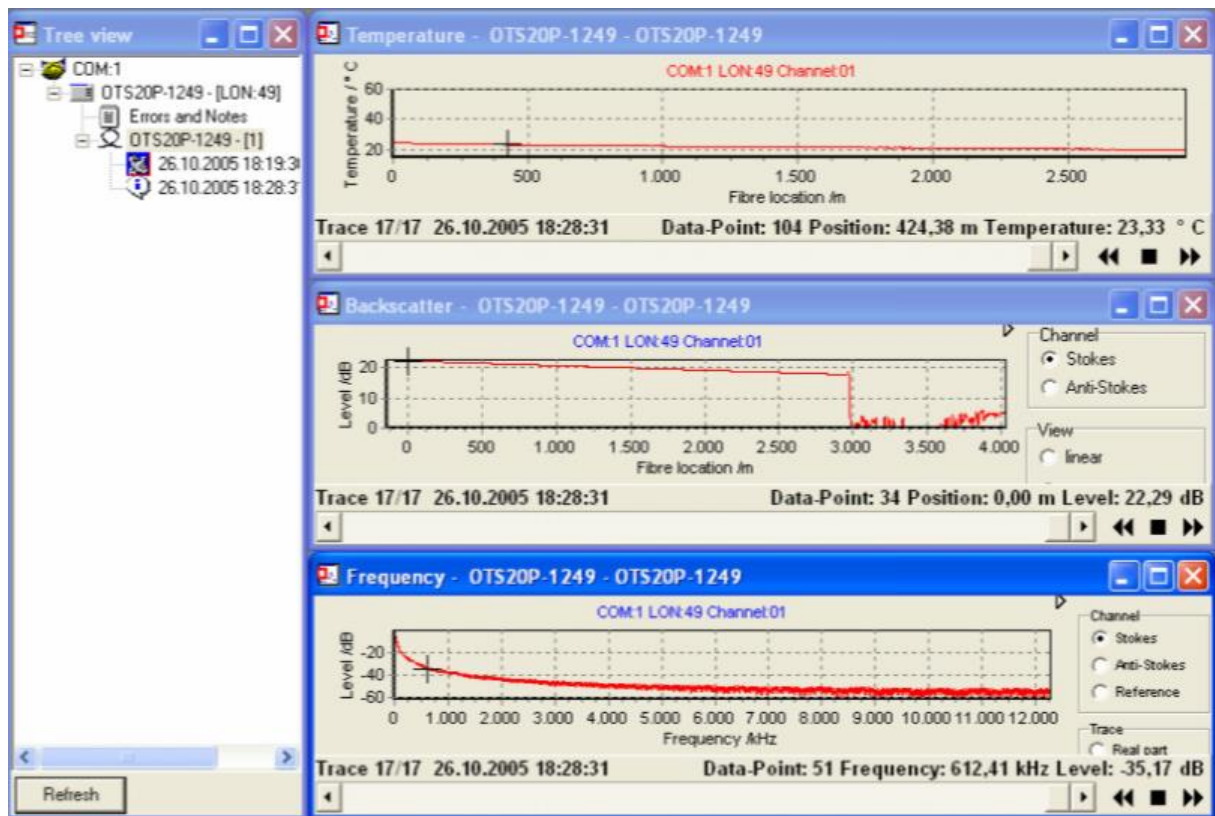 Tree view
COM:1
OTS20P-1249 - [LON:49]
Errors and Notes
OTS20P-1249 - [1]
26.10.2005 18:19:3
26.10.2005 18:28:3
Refresh
Temperature - OTS20P-1249 - OTS20P-1249
COM:1 LON:49 Channel:01
Temperature / ° C
60
40
20
0 500 1.000 1.500 2.000 2.500
Fibre location /m
Trace 17/17 26.10.2005 18:28:31 Data-Point: 104 Position: 424,38 m Temperature: 23,33 ° C
Backscatter - OTS20P-1249 - OTS20P-1249
COM:1 LON:49 Channel:01
Level /dB
20
10
0
0 500 1.000 1.500 2.000 2.500 3.000 3.500 4.000
Fibre location /m
Channel
Stokes
Anti-Stokes
View
linear
Trace 17/17 26.10.2005 18:28:31 Data-Point: 34 Position: 0,00 m Level: 22,29 dB
Frequency - OTS20P-1249 - OTS20P-1249
COM:1 LON:49 Channel:01
Level /dB
-20
-40
-60
0 1.000 2.000 3.000 4.000 5.000 6.000 7.000 8.000 9.000 10.000 11.000 12.000
Frequency /kHz
Channel
Stokes
Anti-Stokes
Reference
Trace
Real part
Trace 17/17 26.10.2005 18:28:31 Data-Point: 51 Frequency: 612,41 kHz Level: -35,17 dB